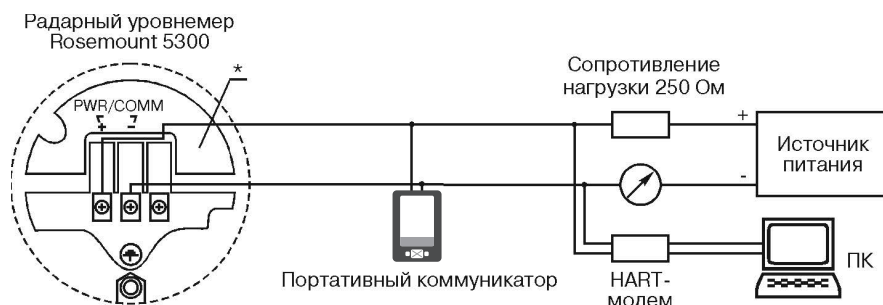 Радарный уровнемер
Rosemount 5300
*
PWR/COMM
+ -
Сопротивление
нагрузки 250 Ом
+
Источник
питания
-
Портативный коммуникатор
HART-
модем
ПК